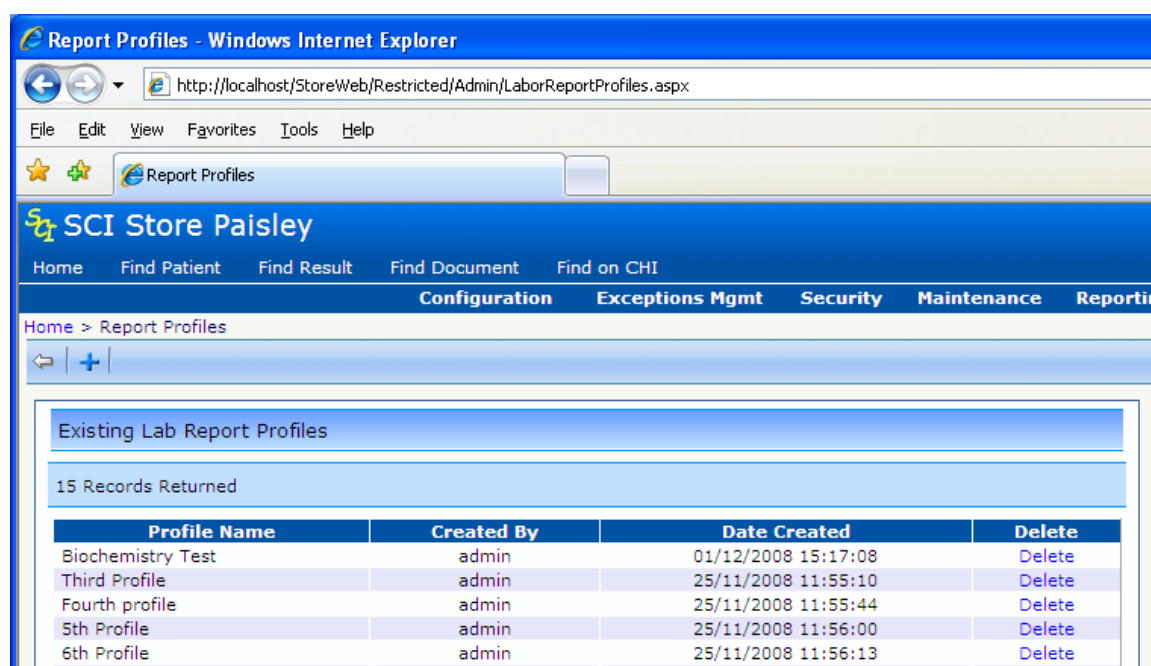 Report Profiles - Windows Internet Explorer
http://localhost/StoreWeb/Restricted/Admin/LaborReportProfiles.aspx
File Edit View Favorites Tools Help
Report Profiles
SCI SCI Store Paisley
Home Find Patient Find Result Find Document Find on CHI
Configuration Exceptions Mgmt Security Maintenance
Home > Report Profiles
Existing Lab Report Profiles
15 Records Returned
Profile Name Created By Date Created Delete
Biochemistry Test admin 01/12/2008 15:17:08 Delete
Third Profile admin 25/11/2008 11:55:10 Delete
Fourth profile admin 25/11/2008 11:55:44 Delete
5th Profile admin 25/11/2008 11:56:00 Delete
6th Profile admin 25/11/2008 11:56:13 Delete